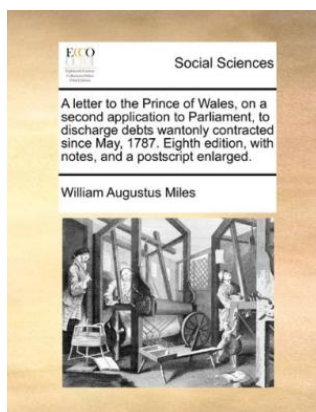 ECCO
Social Sciences
A letter to the Prince of Wales, on a
second application to Parliament, to
discharge debts wantonly contracted
since May, 1787. Eighth edition, with
notes, and a postscript enlarged.
William Augustus Miles